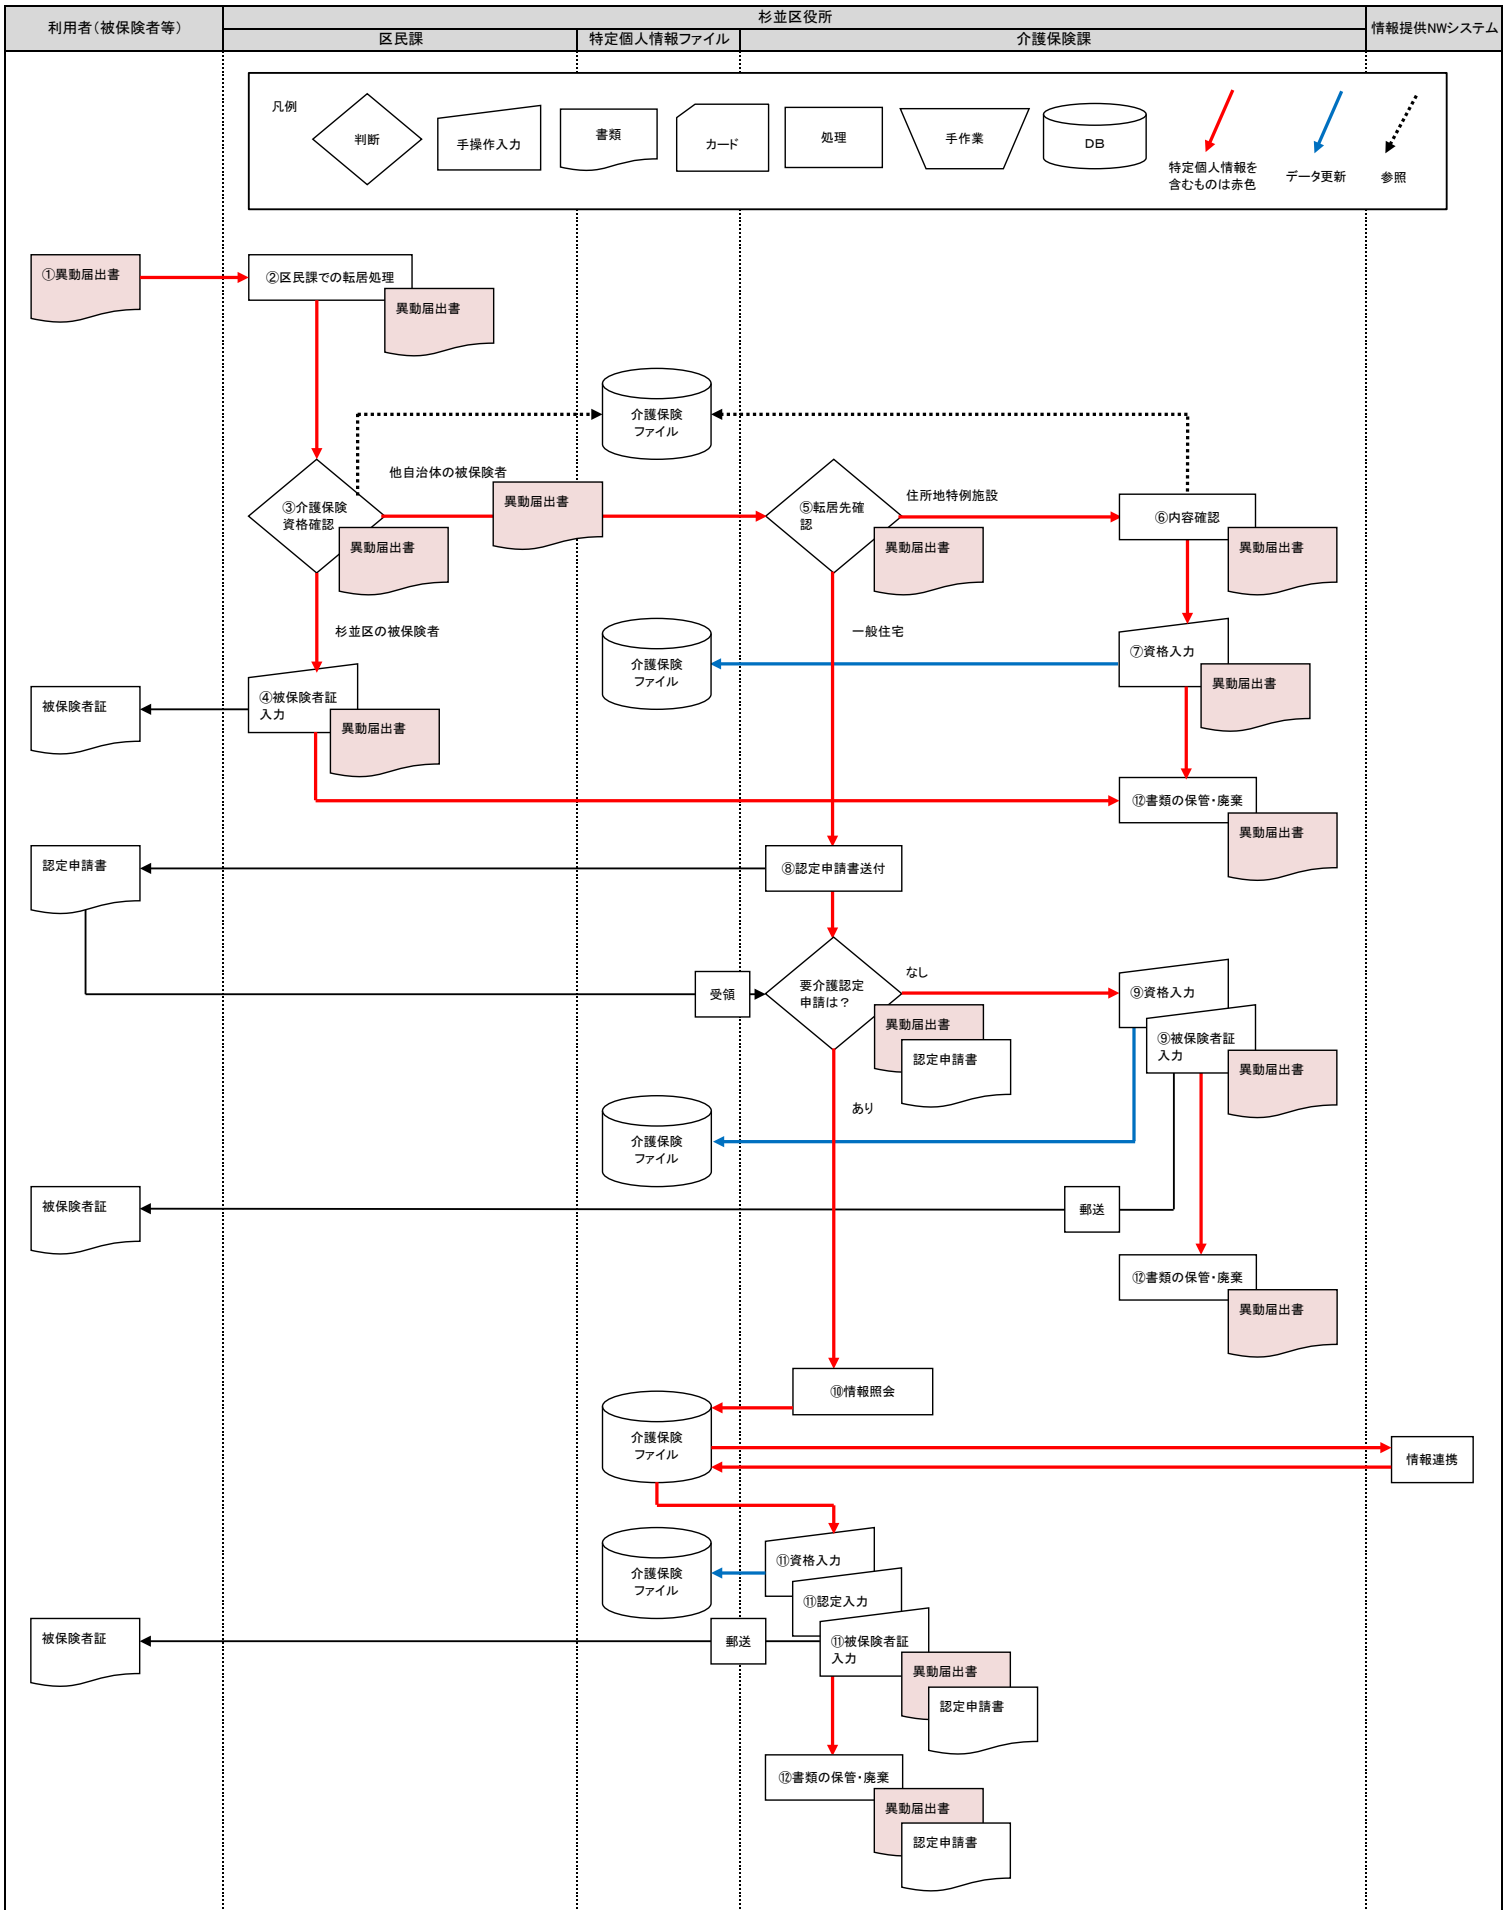 利用者（被保険者等）
杉並区役所
情報提供NWシステム
区民課
特定個人情報ファイル
介護保険課
凡例
判断
手操作入力
書類
カード
処理
手作業
DB
特定個人情報を
含むものは赤色
データ更新
参照
①異動届出書
②区民課での転居処理
異動届出書
介護保険
ファイル
他自治体の被保険者
③介護保険
資格確認
異動届出書
異動届出書
⑤転居先確
認
異動届出書
住所地特例施設
⑥内容確認
異動届出書
杉並区の被保険者
一般住宅
介護保険
ファイル
⑦資格入力
異動届出書
被保険者証
④被保険者証
入力
異動届出書
⑫書類の保管・廃棄
異動届出書
認定申請書
⑧認定申請書送付
受領
要介護認定
申請は？
なし
異動届出書
認定申請書
⑨資格入力
⑨被保険者証
入力
異動届出書
あり
介護保険
ファイル
被保険者証
郵送
⑫書類の保管・廃棄
異動届出書
⑩情報照会
介護保険
ファイル
情報連携
介護保険
ファイル
⑪資格入力
⑪認定入力
被保険者証
郵送
⑪被保険者証
入力
異動届出書
認定申請書
⑫書類の保管・廃棄
異動届出書
認定申請書